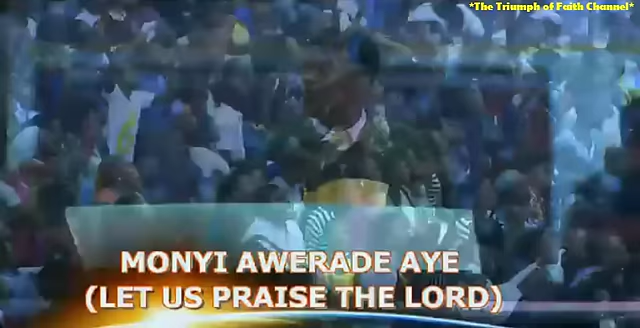 *The Triumph of Faith Channel*
MONYI AWERADE AYE
(LET US PRAISE THE LORD)